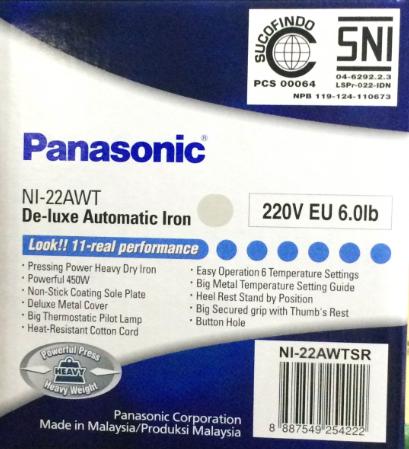 SUCOFINDO
PCS 00064
SNI
04-6292.2.3
LSPr-022-IDN
NPB 119-124-110673
Panasonic®
NI-22AWT
De-luxe Automatic Iron
220V EU 6.0lb
Look!! 11-real performance
· Pressing Power Heavy Dry Iron
· Powerful 450W
· Non-Stick Coating Sole Plate
· Deluxe Metal Cover
· Big Thermostatic Pilot Lamp
· Heat-Resistant Cotton Cord
· Easy Operation 6 Temperature Settings
· Big Metal Temperature Setting Guide
· Heel Rest Stand by Position
· Big Secured grip with Thumb's Rest
· Button Hole
Powerful Press
HEAVY
Heavy Weight
NI-22AWTSR
8 887549 254222
Panasonic Corporation
Made in Malaysia/Produksi Malaysia